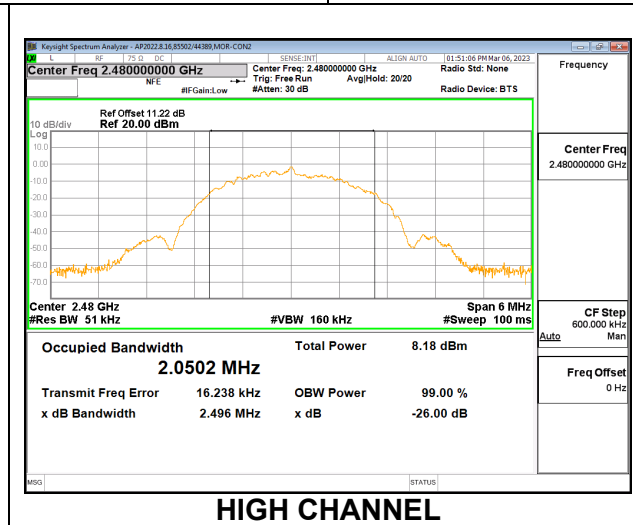 Keysight Spectrum Analyzer - AP2022.8.16,85502/44389,MOR-CON2
L RF 75 Ω DC SENSE:INT ALIGN AUTO 01:51:06 PM Mar 06, 2023
Center Freq 2.480000000 GHz
NFE
#IFGain:Low
Center Freq: 2.480000000 GHz
Trig: Free Run Avg|Hold: 20/20
#Atten: 30 dB
Radio Std: None
Radio Device: BTS
Frequency
Ref Offset 11.22 dB
10 dB/div Ref 20.00 dBm
Log
10.0
0.00
-10.0
-20.0
-30.0
-40.0
-50.0
-60.0
-70.0
Center Freq
2.480000000 GHz
Center 2.48 GHz Span 6 MHz
#Res BW 51 kHz #VBW 160 kHz #Sweep 100 ms
CF Step
600.000 kHz
Auto Man
Occupied Bandwidth Total Power 8.18 dBm
2.0502 MHz
Transmit Freq Error 16.238 kHz OBW Power 99.00 %
x dB Bandwidth 2.496 MHz x dB -26.00 dB
Freq Offset
0 Hz
MSG STATUS
HIGH CHANNEL